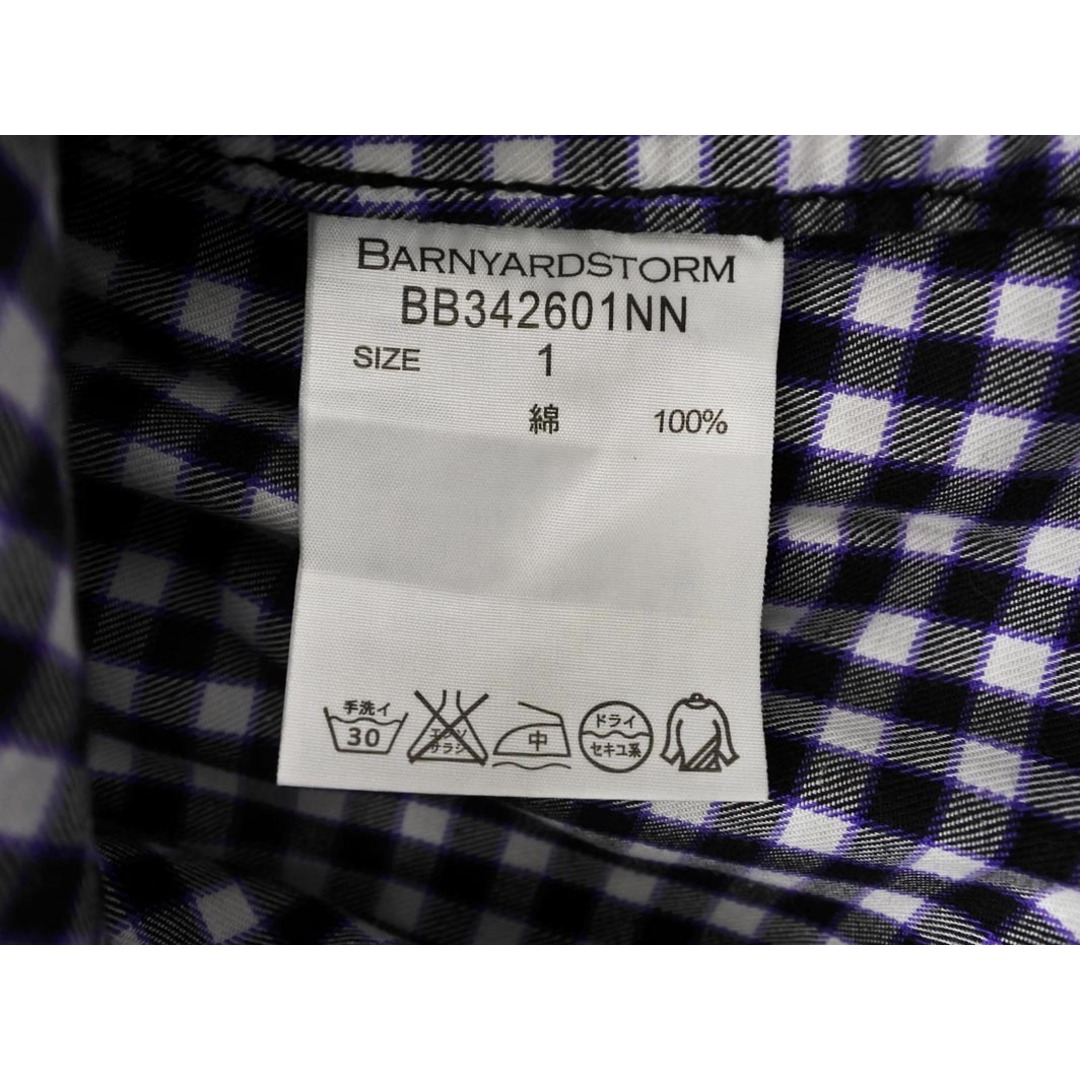 BARNYARDSTORM
BB342601NN
SIZE 1
綿 100%
手洗イ
30
エンソ
サラシ
中
ドライ
セキユ系